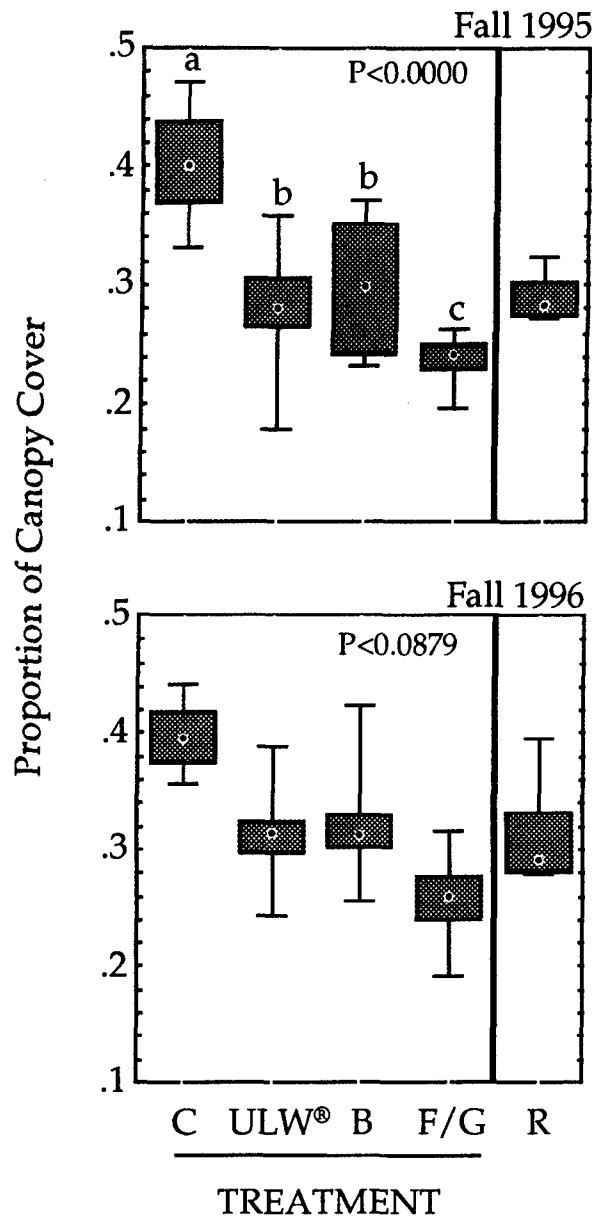 Fall 1995
.5
a
P<0.0000
.4
b
b
.3
c
.2
.1
Proportion of Canopy Cover
Fall 1996
.5
P<0.0879
.4
.3
.2
.1
C ULW® B F/G R
TREATMENT